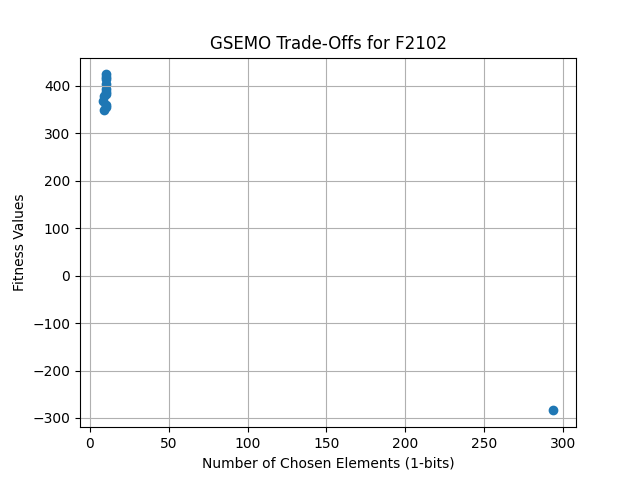 GSEMO Trade-Offs for F2102
400
300
200
100
0
−100
−200
−300
Fitness Values
0 50 100 150 200 250 300
Number of Chosen Elements (1-bits)